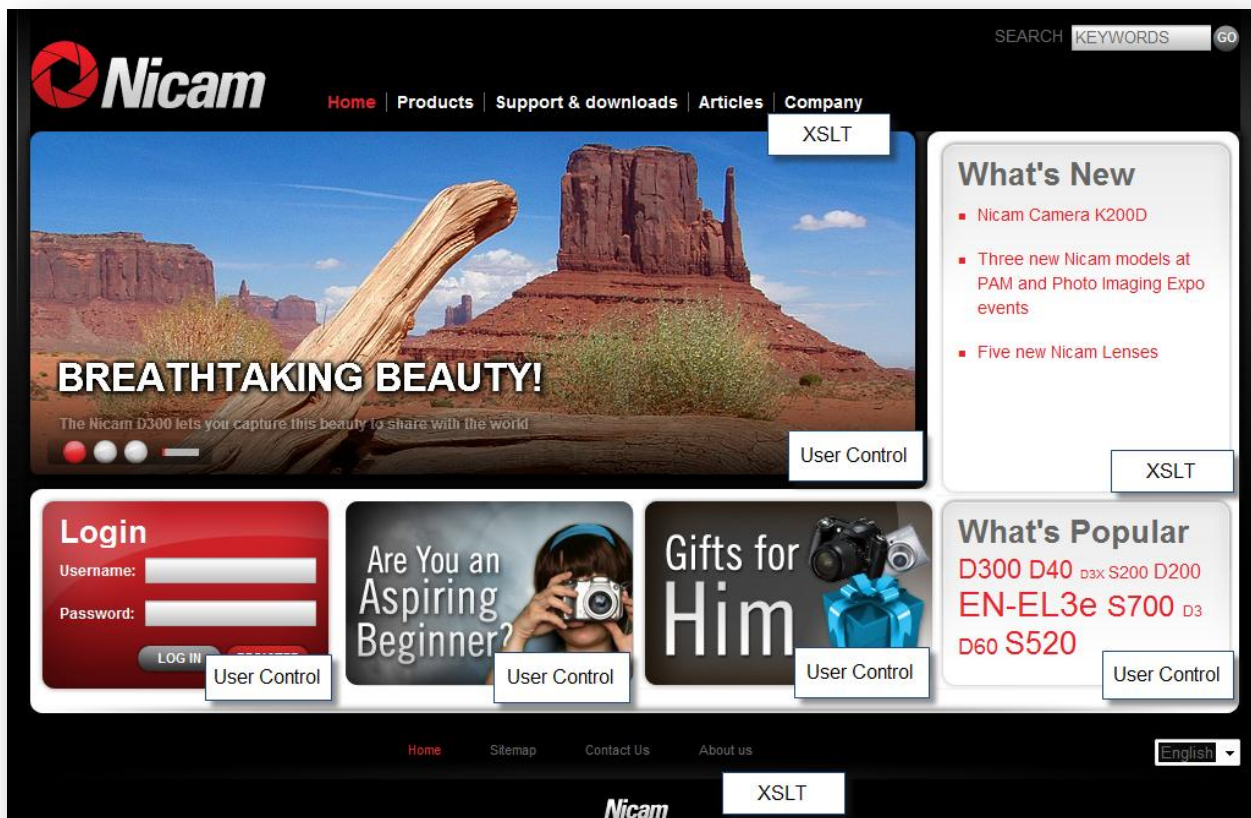 SEARCH KEYWORDS GO
Nicam
Home Products Support & downloads Articles Company
XSLT
BREATHTAKING BEAUTY!
The Nicam D300 lets you capture this beauty to share with the world
User Control
What's New
Nicam Camera K200D
Three new Nicam models at
PAM and Photo Imaging Expo
events
Five new Nicam Lenses
XSLT
Login
Username:
Password:
LOG IN
User Control
Are You an
Aspiring
Beginner?
User Control
Gifts for
Him
User Control
What's Popular
D300 D40 D3X S200 D200
EN-EL3e S700 D3
D60 S520
User Control
Home Sitemap Contact Us About us
English
XSLT
Nicam